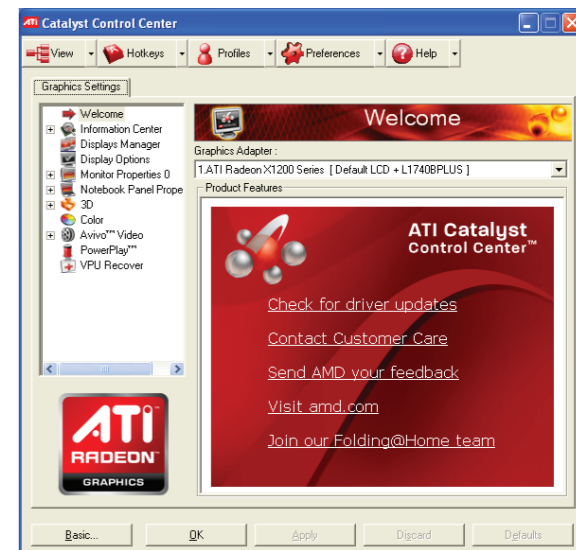 ATI Catalyst Control Center
View Hotkeys Profiles Preferences Help
Graphics Settings
Welcome
Information Center
Displays Manager
Display Options
Monitor Properties 0
Notebook Panel Prope
3D
Color
Avivo™ Video
PowerPlay™
VPU Recover
ATI
RADEON
GRAPHICS
Welcome
Graphics Adapter :
1.ATI Radeon X1200 Series [ Default LCD + L1740BPLUS ]
Product Features
ATI Catalyst
Control Center™
Check for driver updates
Contact Customer Care
Send AMD your feedback
Visit amd.com
Join our Folding@Home team
Basic... OK Apply Discard Defaults